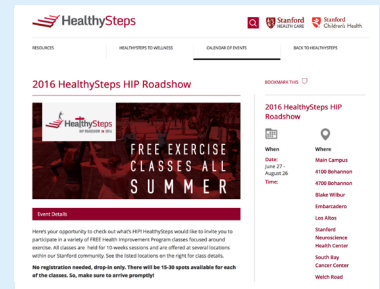 HealthySteps
Stanford
HEALTH CARE
Stanford
Children's Health
RESOURCES
HEALTHYSTEPS TO WELLNESS
CALENDAR OF EVENTS
BACK TO HEALTHYSTEPS
2016 HealthySteps HIP Roadshow
BOOKMARK THIS
HealthySteps
HIP ROADSHOW IN 2016
FREE EXERCISE
CLASSES ALL
SUMMER
Event Details
Here's your opportunity to check out what's HIP! HealthySteps would like to invite you to
participate in a variety of FREE Health Improvement Program classes focused around
exercise. All classes are held for 10-weeks sessions and are offered at several locations
within our Stanford community. See the listed locations on the right for class details.
No registration needed, drop-in only. There will be 15-30 spots available for each
of the classes. So, make sure to arrive promptly!
2016 HealthySteps HIP
Roadshow
When
Date:
June 27 -
August 26
Time:
Where
Main Campus
4100 Bohannon
4700 Bohannon
Blake Wilbur
Embarcadero
Los Altos
Stanford
Neuroscience
Health Center
South Bay
Cancer Center
Welch Road